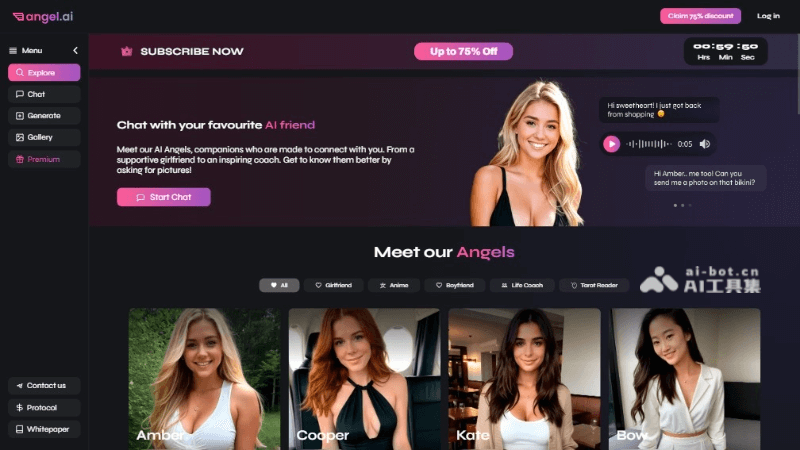 angel.ai
Claim 75% discount
Log in
Menu
SUBSCRIBE NOW
Up to 75% Off
00:59:50
Hrs Min Sec
Explore
Chat
Generate
Gallery
Premium
Chat with your favourite AI friend
Meet our AI Angels, companions who are made to connect with you. From a
supportive girlfriend to an inspiring coach. Get to know them better by
asking for pictures!
Start Chat
Hi sweetheart! I just got back
from shopping 😊
0:05
Hi Amber.. me too! Can you
send me a photo on that bikini?
Meet our Angels
All
Girlfriend
Anime
Boyfriend
Life Coach
Tarot Reader
ai-bot.cn
AI工具集
Amber
Cooper
Kate
Bow
Contact us
Protocol
Whitepaper